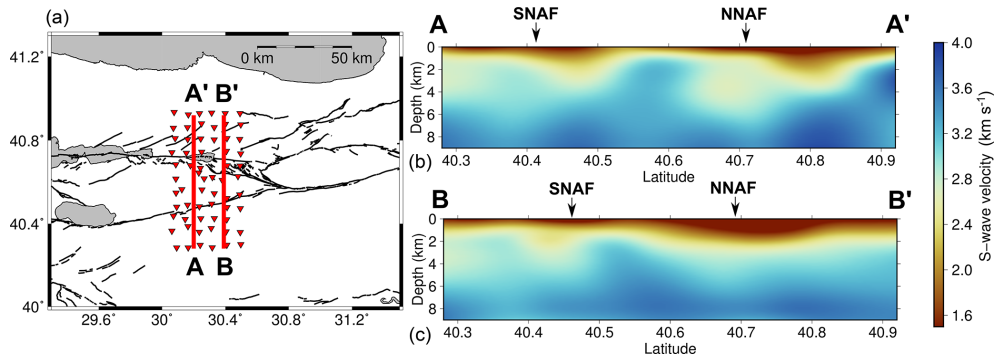 (a)
41.2˚
40.8˚
40.4˚
40˚
29.6˚ 30˚ 30.4˚ 30.8˚ 31.2˚
0 km 50 km
A' B'
A B
A SNAF NNAF A'
0
2
4
6
8
Depth (km)
(b) 40.3 40.4 40.5 40.6 40.7 40.8 40.9
Latitude
B SNAF NNAF B'
0
2
4
6
8
Depth (km)
(c) 40.3 40.4 40.5 40.6 40.7 40.8 40.9
Latitude
4.0
3.6
3.2
2.8
2.4
2.0
1.6
S−wave velocity (km s⁻¹)